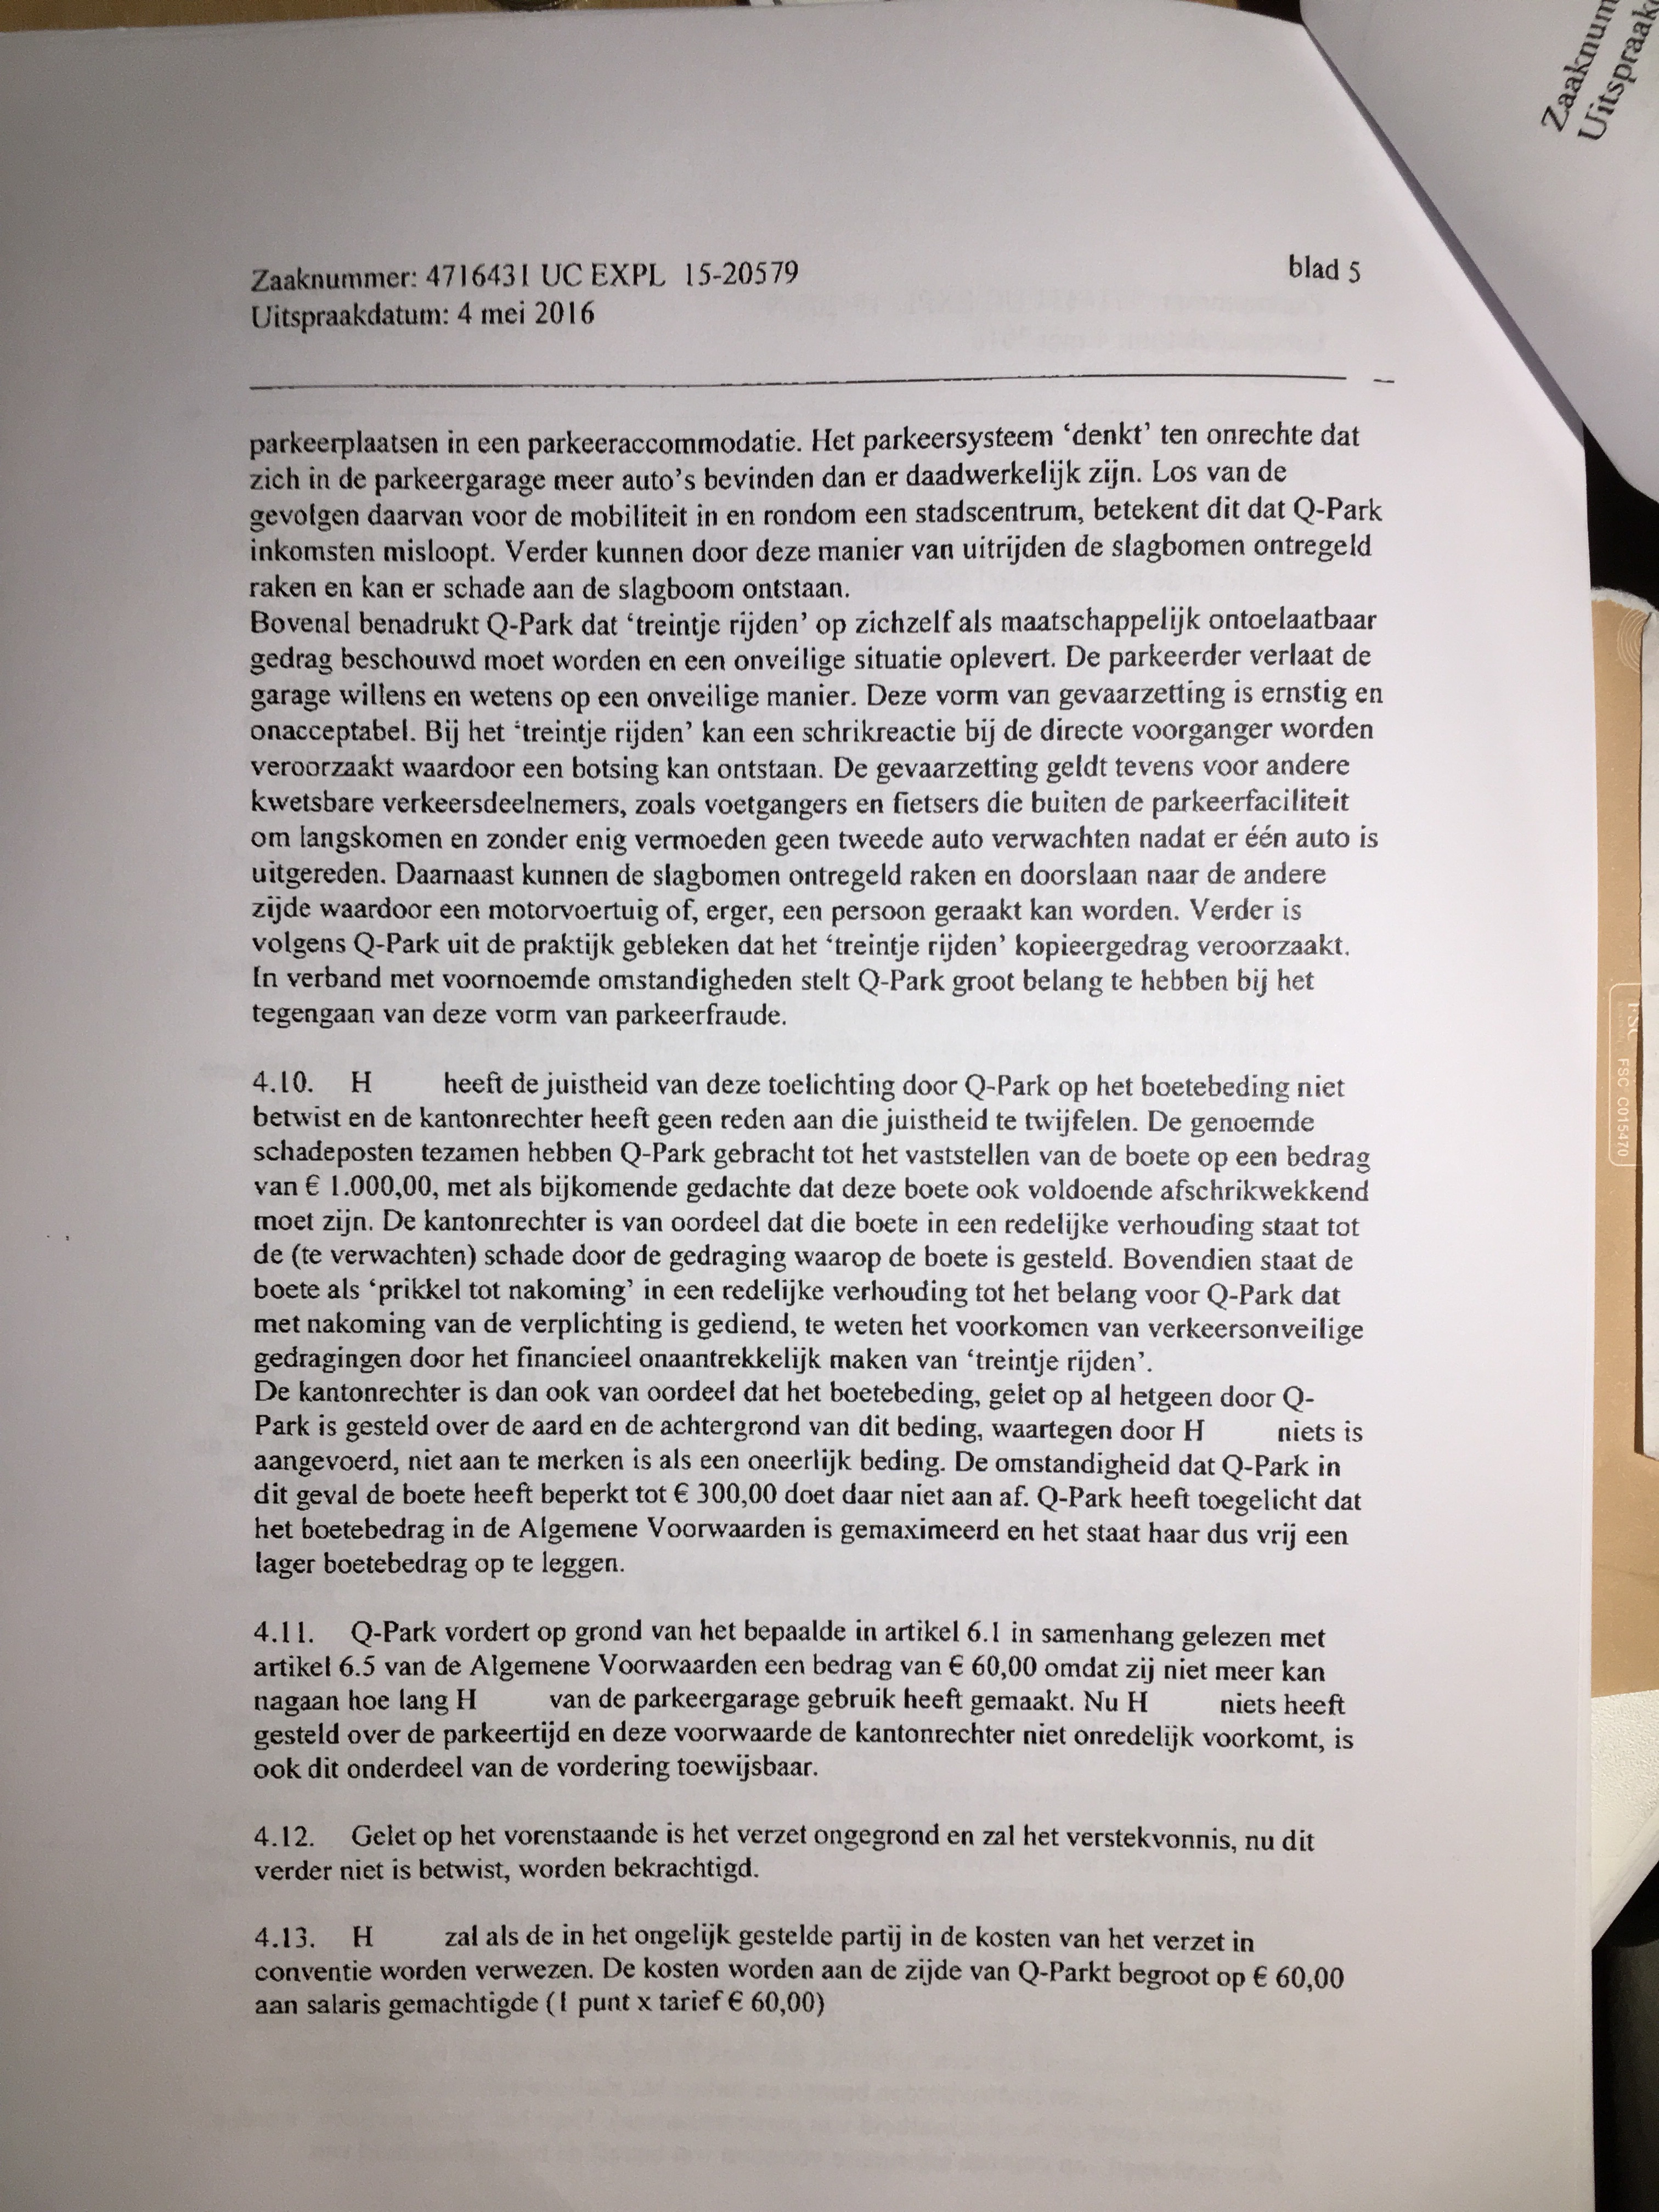 Zaaknum
Uitspraak
Zaaknummer: 4716431 UC EXPL 15-20579
blad 5
Uitspraakdatum: 4 mei 2016
parkeerplaatsen in een parkeeraccommodatie. Het parkeersysteem ‘denkt’ ten onrechte dat
zich in de parkeergarage meer auto’s bevinden dan er daadwerkelijk zijn. Los van de
gevolgen daarvan voor de mobiliteit in en rondom een stadscentrum, betekent dit dat Q-Park
inkomsten misloopt. Verder kunnen door deze manier van uitrijden de slagbomen ontregeld
raken en kan er schade aan de slagboom ontstaan.
Bovenal benadrukt Q-Park dat ‘treintje rijden’ op zichzelf als maatschappelijk ontoelaatbaar
gedrag beschouwd moet worden en een onveilige situatie oplevert. De parkeerder verlaat de
garage willens en wetens op een onveilige manier. Deze vorm van gevaarzetting is ernstig en
onacceptabel. Bij het ‘treintje rijden’ kan een schrikreactie bij de directe voorganger worden
veroorzaakt waardoor een botsing kan ontstaan. De gevaarzetting geldt tevens voor andere
kwetsbare verkeersdeelnemers, zoals voetgangers en fietsers die buiten de parkeerfaciliteit
om langskomen en zonder enig vermoeden geen tweede auto verwachten nadat er één auto is
uitgereden. Daarnaast kunnen de slagbomen ontregeld raken en doorslaan naar de andere
zijde waardoor een motorvoertuig of, erger, een persoon geraakt kan worden. Verder is
volgens Q-Park uit de praktijk gebleken dat het ‘treintje rijden’ kopieergedrag veroorzaakt.
In verband met voornoemde omstandigheden stelt Q-Park groot belang te hebben bij het
tegengaan van deze vorm van parkeerfraude.
4.10. H heeft de juistheid van deze toelichting door Q-Park op het boetebeding niet
betwist en de kantonrechter heeft geen reden aan die juistheid te twijfelen. De genoemde
schadeposten tezamen hebben Q-Park gebracht tot het vaststellen van de boete op een bedrag
van € 1.000,00, met als bijkomende gedachte dat deze boete ook voldoende afschrikwekkend
moet zijn. De kantonrechter is van oordeel dat die boete in een redelijke verhouding staat tot
de (te verwachten) schade door de gedraging waarop de boete is gesteld. Bovendien staat de
boete als ‘prikkel tot nakoming’ in een redelijke verhouding tot het belang voor Q-Park dat
met nakoming van de verplichting is gediend, te weten het voorkomen van verkeersonveilige
gedragingen door het financieel onaantrekkelijk maken van ‘treintje rijden’.
De kantonrechter is dan ook van oordeel dat het boetebeding, gelet op al hetgeen door Q-
Park is gesteld over de aard en de achtergrond van dit beding, waartegen door H niets is
aangevoerd, niet aan te merken is als een oneerlijk beding. De omstandigheid dat Q-Park in
dit geval de boete heeft beperkt tot € 300,00 doet daar niet aan af. Q-Park heeft toegelicht dat
het boetebedrag in de Algemene Voorwaarden is gemaximeerd en het staat haar dus vrij een
lager boetebedrag op te leggen.
4.11. Q-Park vordert op grond van het bepaalde in artikel 6.1 in samenhang gelezen met
artikel 6.5 van de Algemene Voorwaarden een bedrag van € 60,00 omdat zij niet meer kan
nagaan hoe lang H van de parkeergarage gebruik heeft gemaakt. Nu H niets heeft
gesteld over de parkeertijd en deze voorwaarde de kantonrechter niet onredelijk voorkomt, is
ook dit onderdeel van de vordering toewijsbaar.
4.12. Gelet op het vorenstaande is het verzet ongegrond en zal het verstekvonnis, nu dit
verder niet is betwist, worden bekrachtigd.
4.13. H zal als de in het ongelijk gestelde partij in de kosten van het verzet in
conventie worden verwezen. De kosten worden aan de zijde van Q-Parkt begroot op € 60,00
aan salaris gemachtigde (1 punt x tarief € 60,00)
FSC FSC C015470